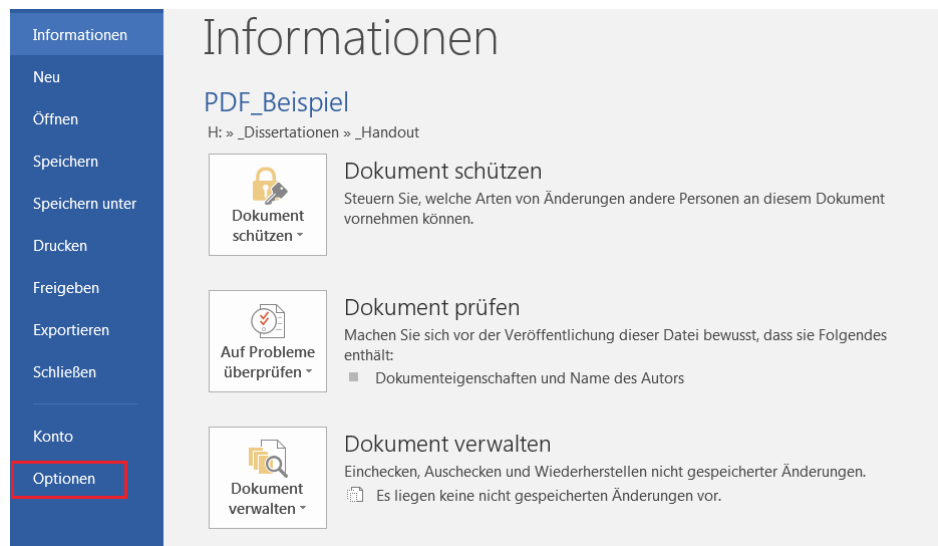 Informationen
Neu
Öffnen
Speichern
Speichern unter
Drucken
Freigeben
Exportieren
Schließen
Konto
Optionen
Informationen
PDF_Beispiel
H: » _Dissertationen » _Handout
Dokument
schützen
Dokument schützen
Steuern Sie, welche Arten von Änderungen andere Personen an diesem Dokument
vornehmen können.
Auf Probleme
überprüfen
Dokument prüfen
Machen Sie sich vor der Veröffentlichung dieser Datei bewusst, dass sie Folgendes
enthält:
Dokumenteigenschaften und Name des Autors
Dokument
verwalten
Dokument verwalten
Einchecken, Auschecken und Wiederherstellen nicht gespeicherter Änderungen.
Es liegen keine nicht gespeicherten Änderungen vor.